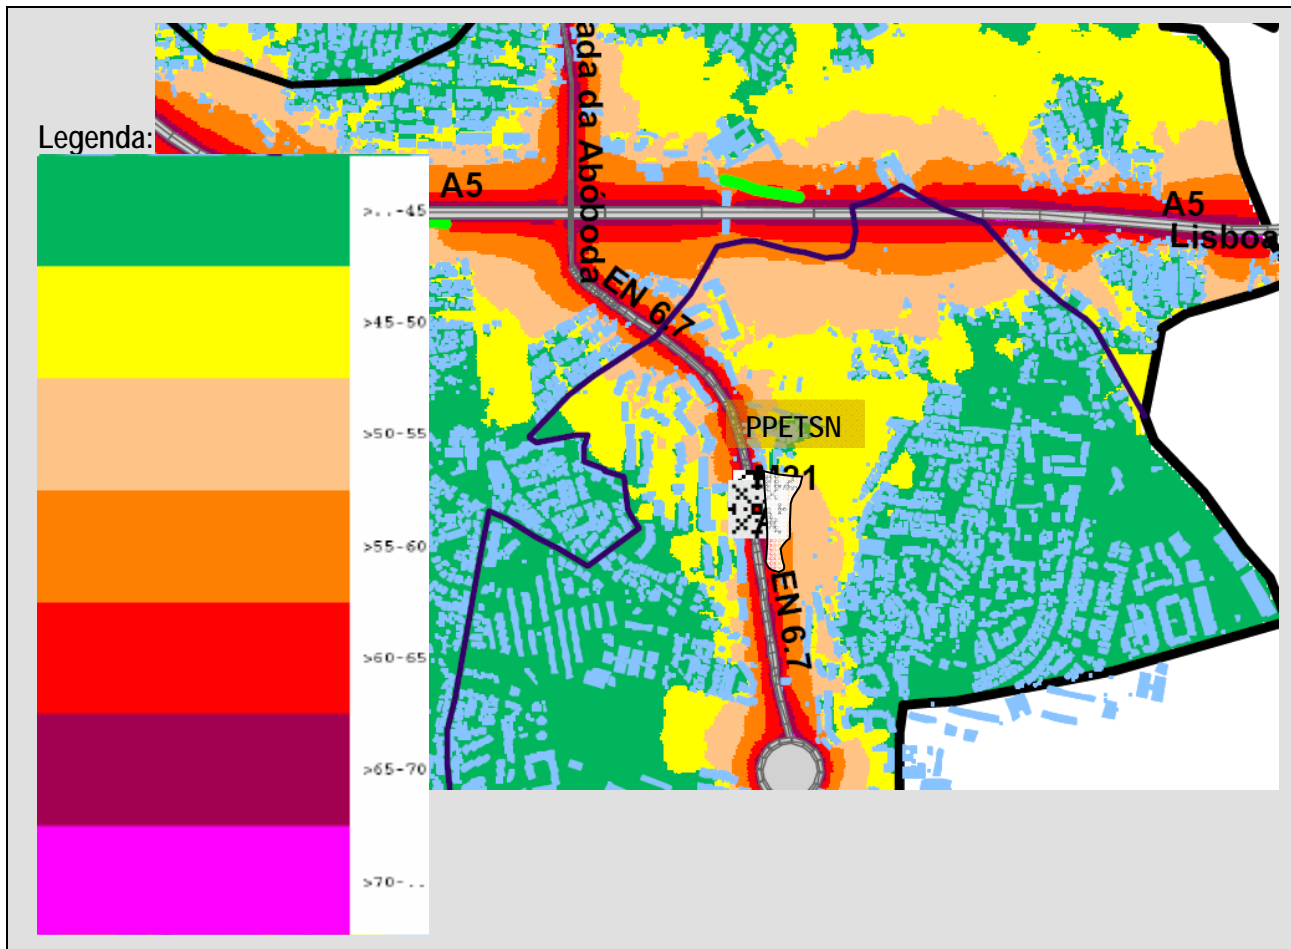 ada da Abóboda
Legenda:
A5
A5
Lisboa
>..-45
EN 6.7
>45-50
PPETSN
>50-55
>55-60
EN 6.7
>60-65
>65-70
>70-..